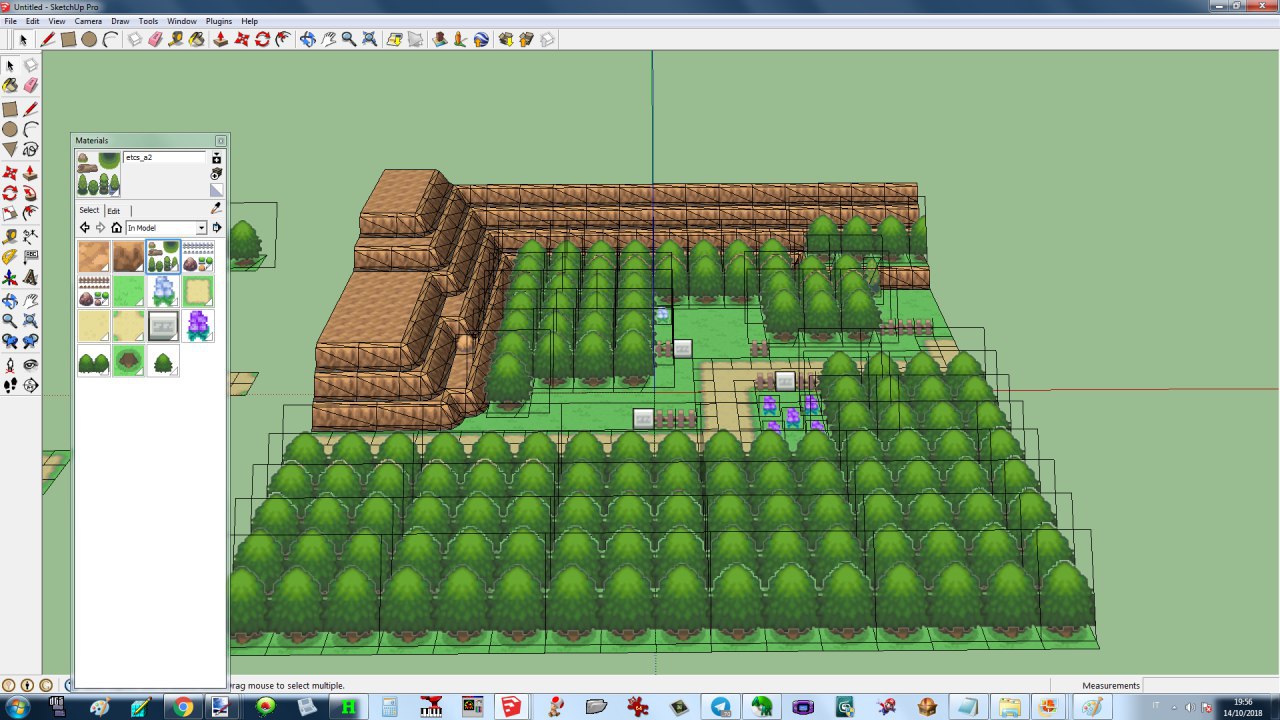 Untitled - SketchUp Pro
File Edit View Camera Draw Tools Window Plugins Help
Materials
etcs_a2
Select Edit
In Model
rag mouse to select multiple.
Measurements
IT
19:56
14/10/2018